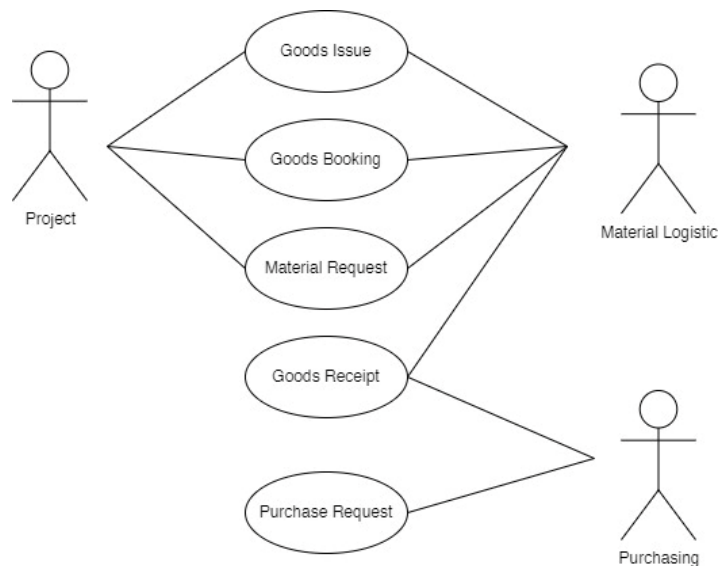 Goods Issue
Goods Booking
Project
Material Request
Material Logistic
Goods Receipt
Purchase Request
Purchasing